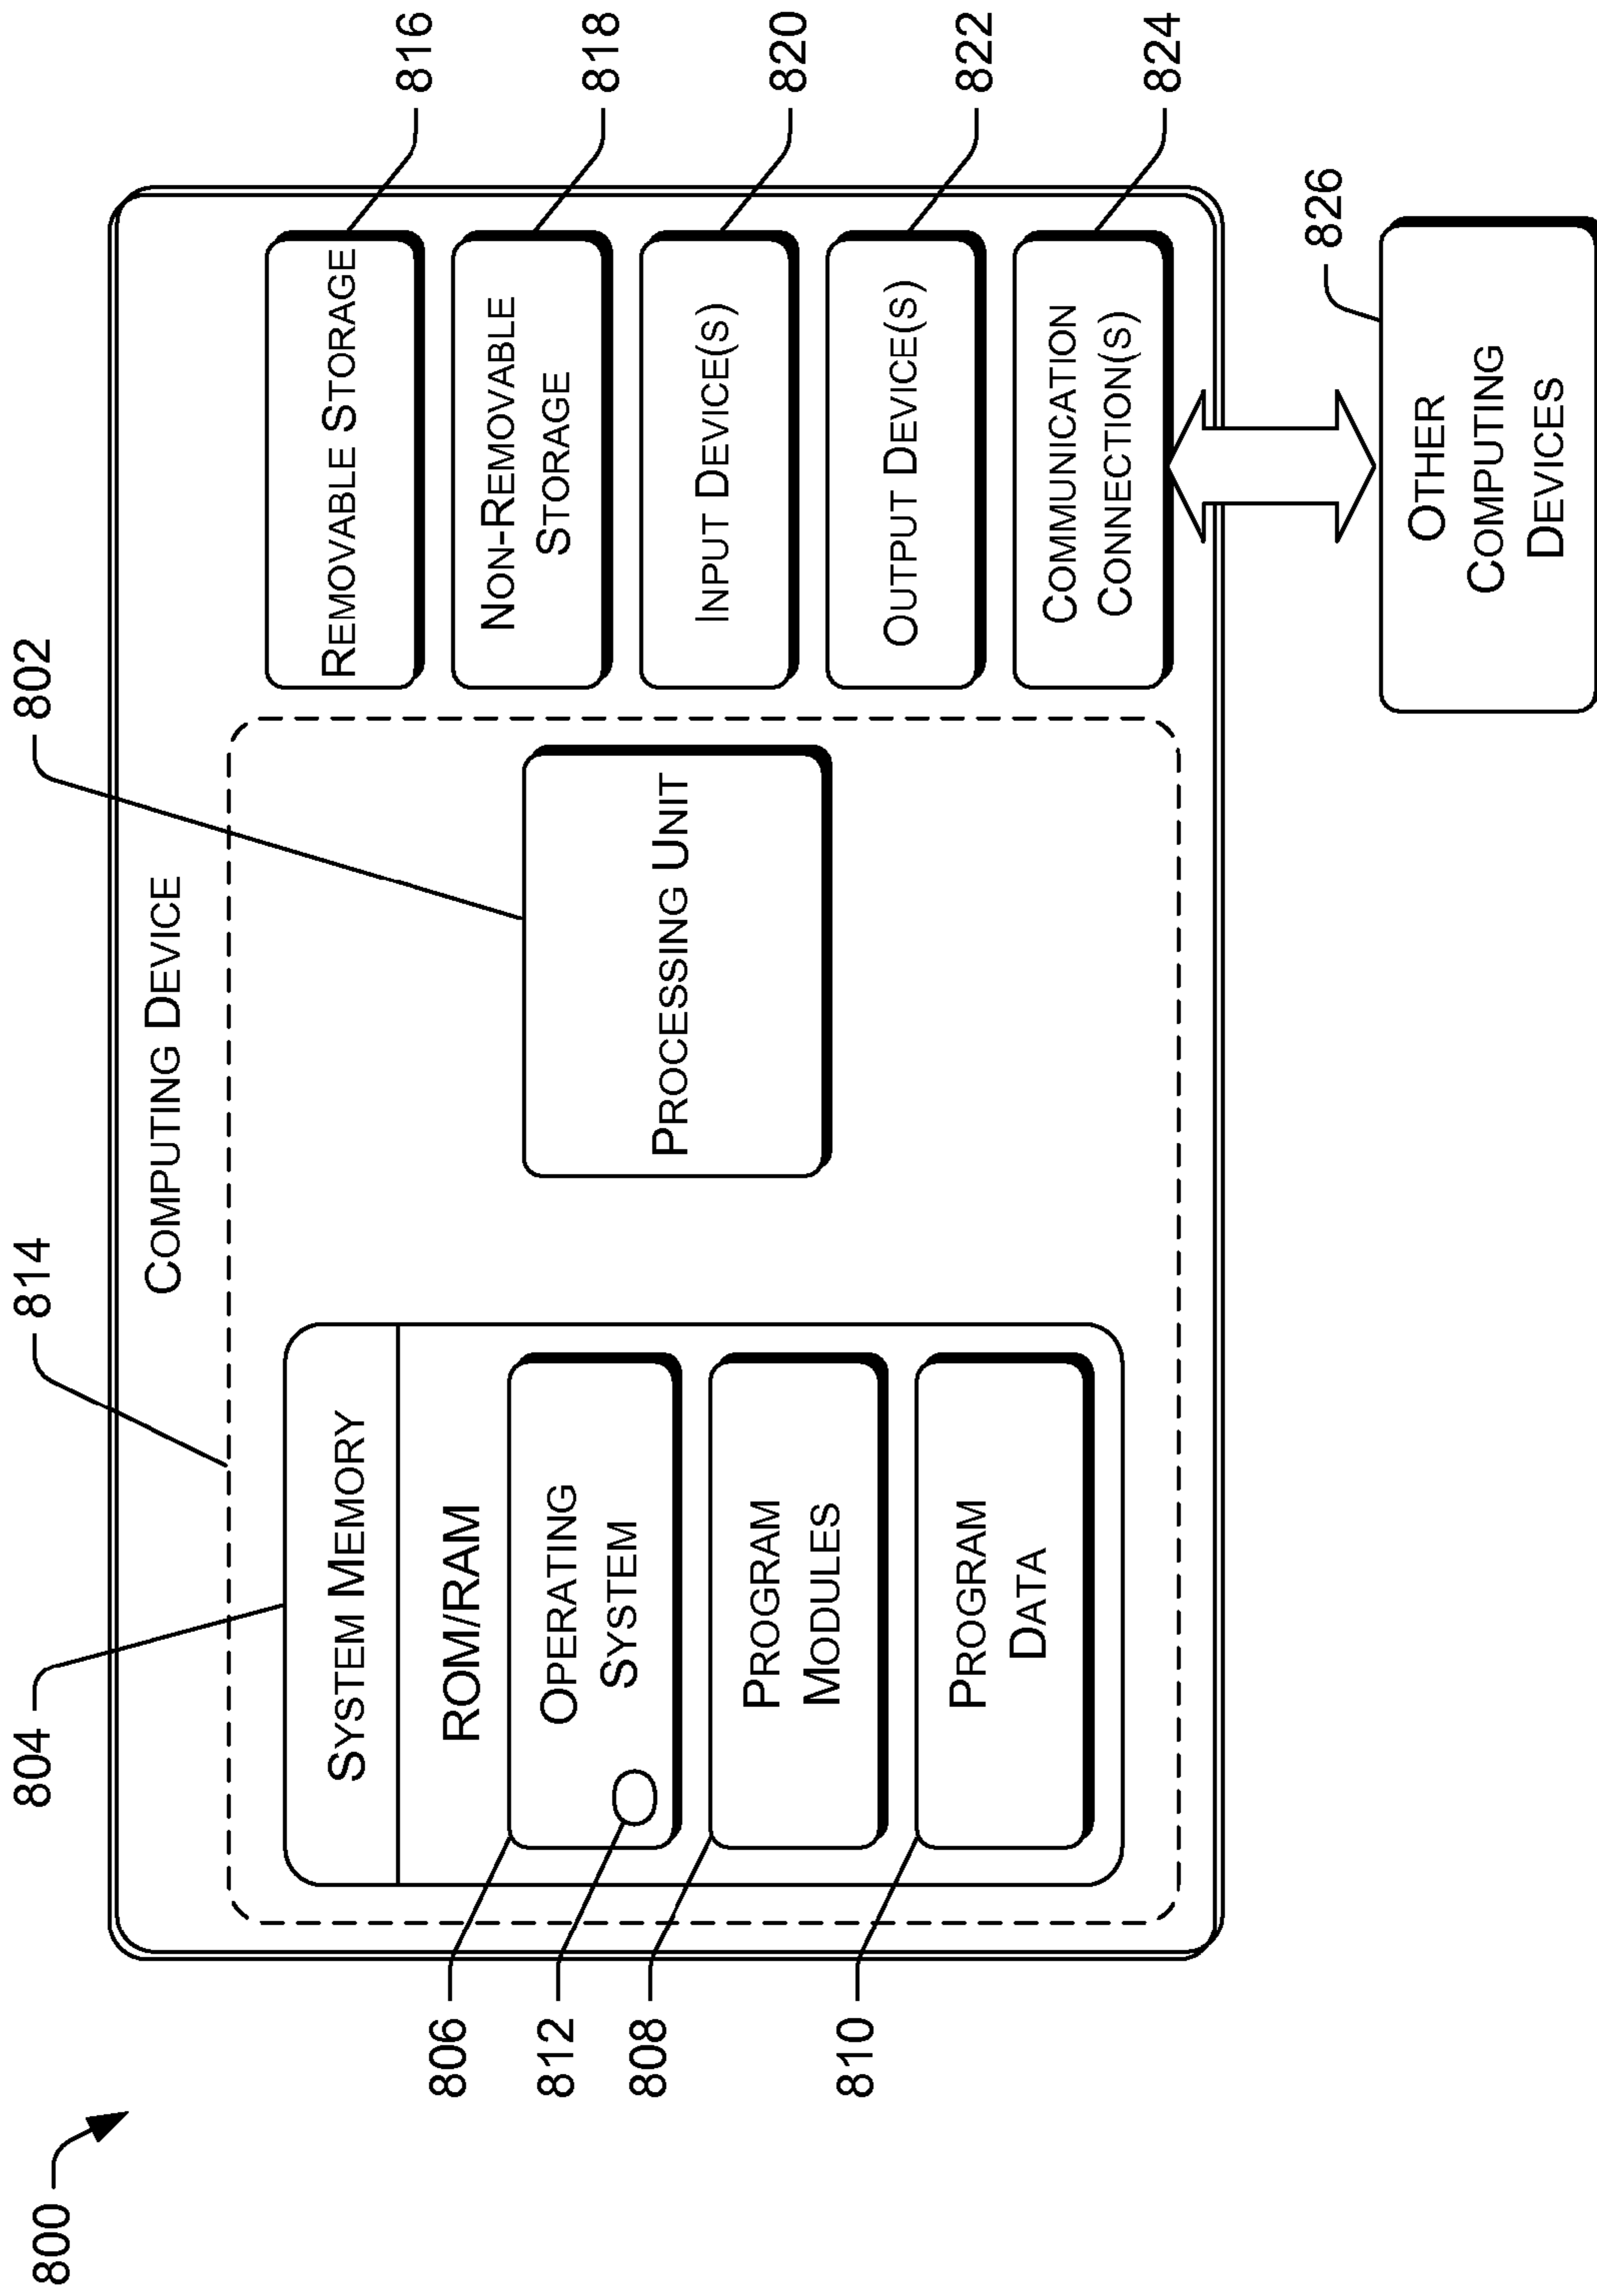 800
COMPUTING DEVICE
804
814
802
SYSTEM MEMORY
ROM/RAM
806
OPERATING
SYSTEM
812
808
PROGRAM
MODULES
810
PROGRAM
DATA
PROCESSING UNIT
REMOVABLE STORAGE
816
NON-REMOVABLE
STORAGE
818
INPUT DEVICE(S)
820
OUTPUT DEVICE(S)
822
COMMUNICATION
CONNECTION(S)
824
826
OTHER
COMPUTING
DEVICES